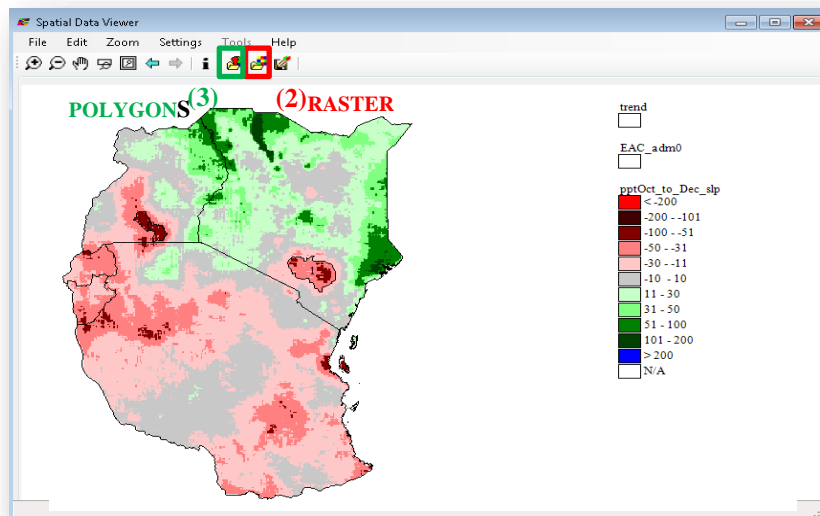 Spatial Data Viewer
File Edit Zoom Settings Tools Help
POLYGONS(3)
(2)RASTER
trend
EAC_adm0
pptOct_to_Dec_slp
< -200
-200 - -101
-100 - -51
-50 - -31
-30 - -11
-10 - 10
11 - 30
31 - 50
51 - 100
101 - 200
> 200
N/A
1